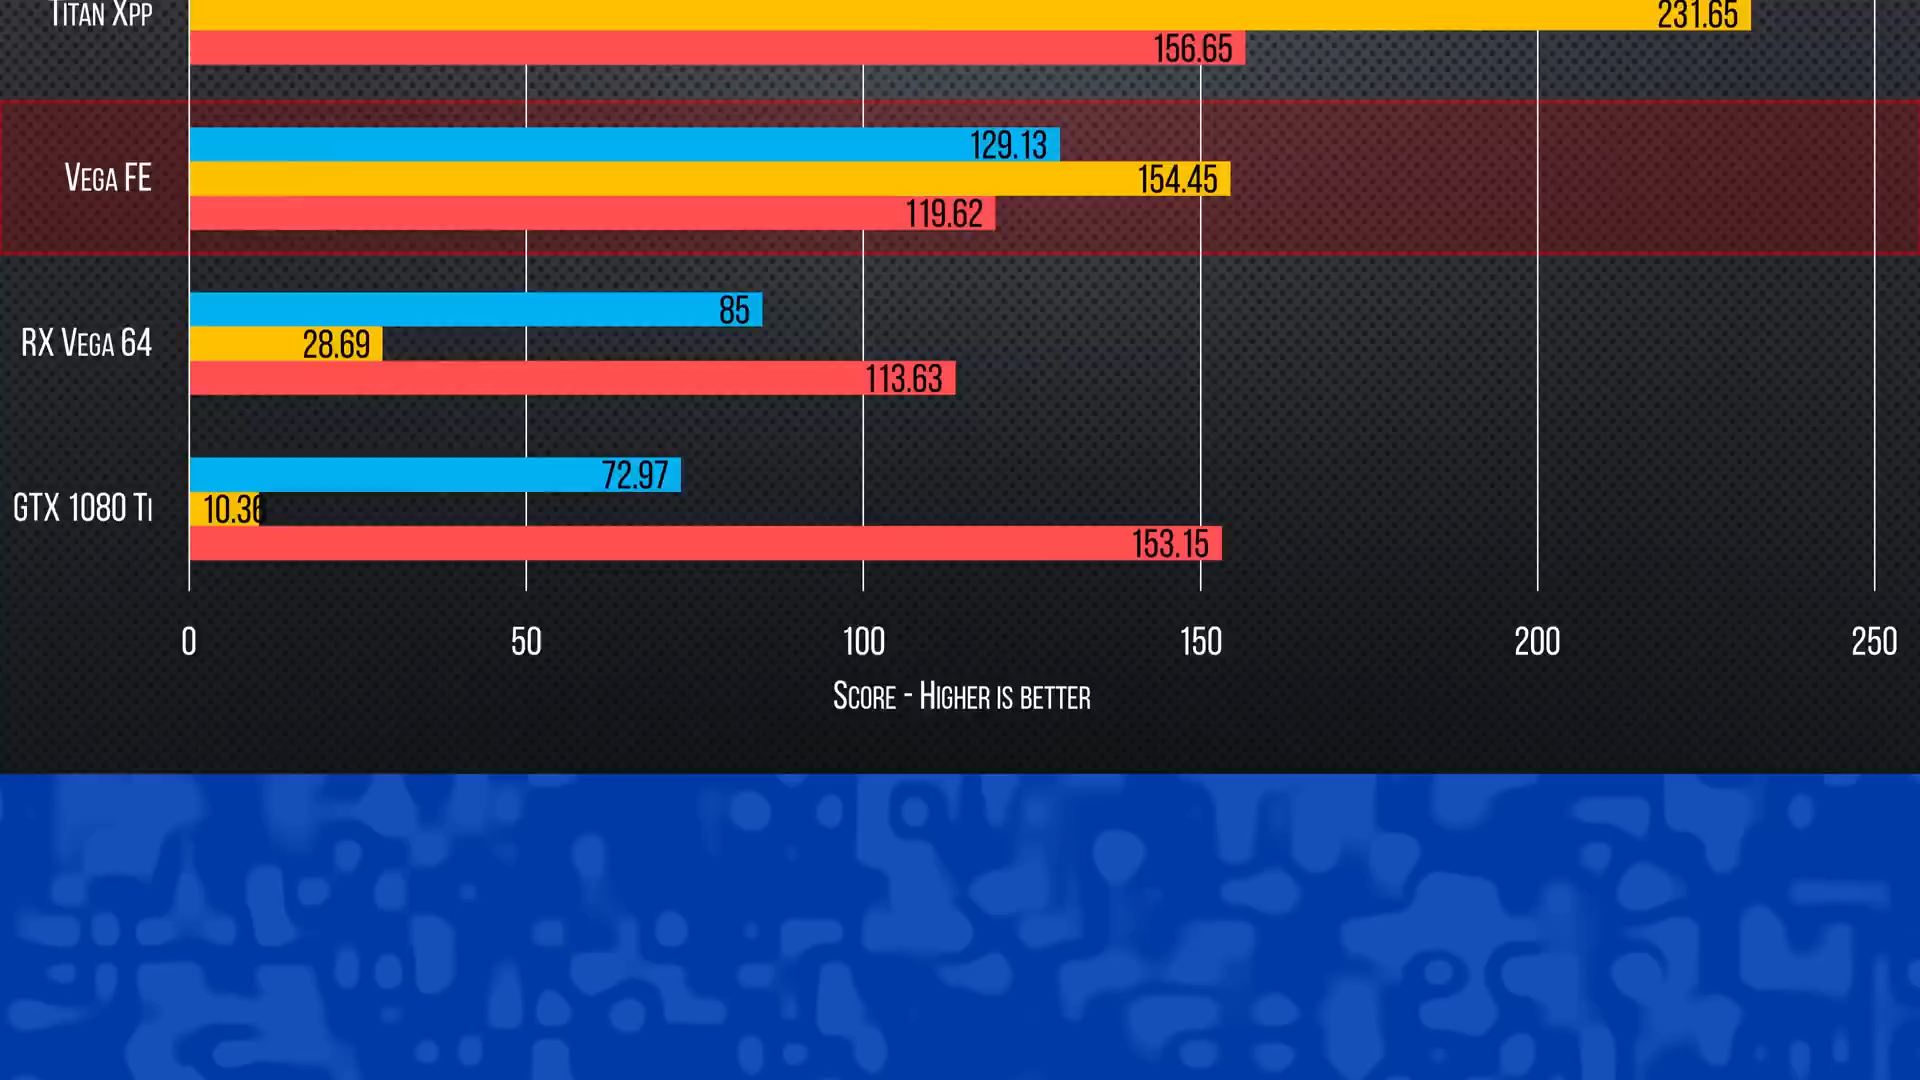 Titan Xpp
231.65
156.65
129.13
Vega FE
154.45
119.62
85
RX Vega 64
28.69
113.63
72.97
GTX 1080 Ti
10.36
153.15
0 50 100 150 200 250
Score - Higher is better